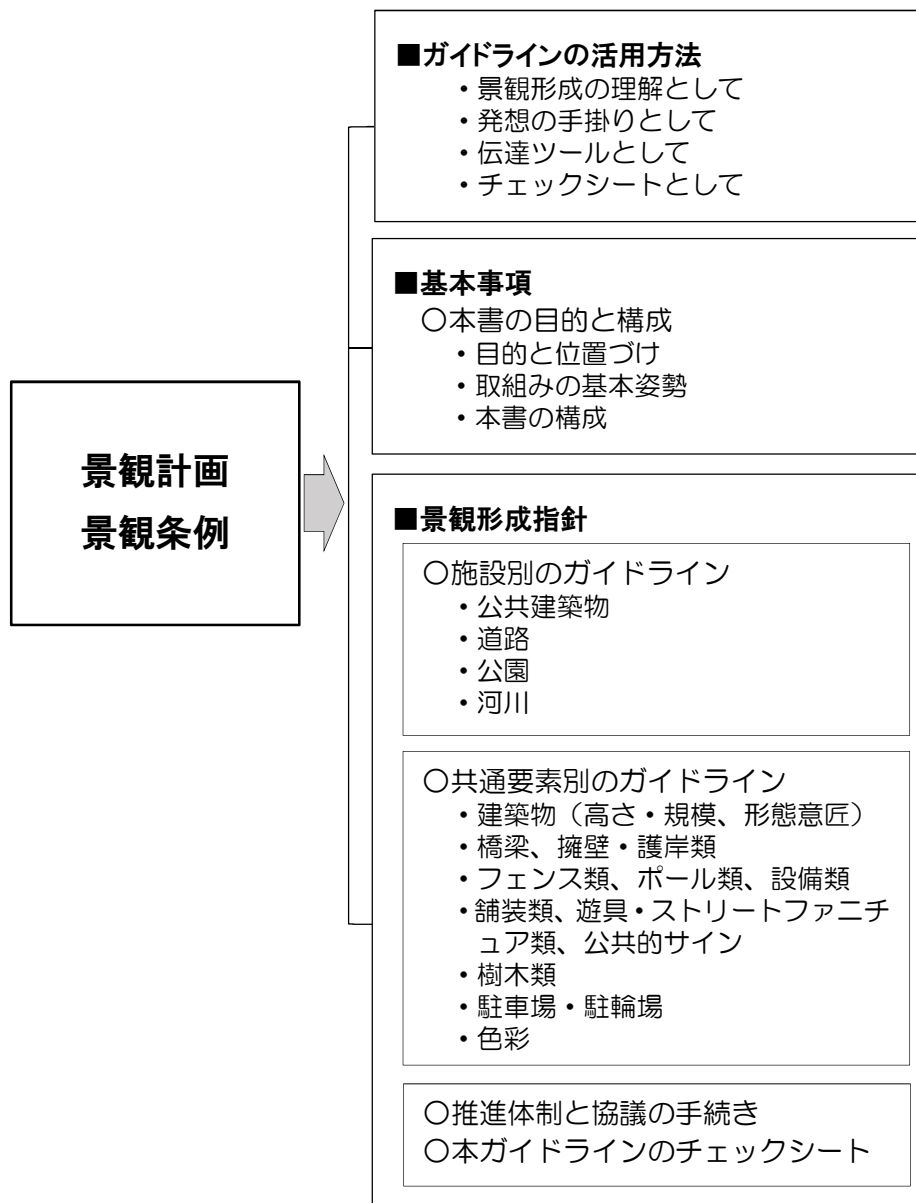 ■ガイドラインの活用方法
・景観形成の理解として
・発想の手掛りとして
・伝達ツールとして
・チェックシートとして
■基本事項
○本書の目的と構成
・目的と位置づけ
・取組みの基本姿勢
・本書の構成
景観計画
景観条例
■景観形成指針
○施設別のガイドライン
・公共建築物
・道路
・公園
・河川
○共通要素別のガイドライン
・建築物（高さ・規模、形態意匠）
・橋梁、擁壁・護岸類
・フェンス類、ポール類、設備類
・舗装類、遊具・ストリートファニチ
ュア類、公共的サイン
・樹木類
・駐車場・駐輪場
・色彩
○推進体制と協議の手続き
○本ガイドラインのチェックシート